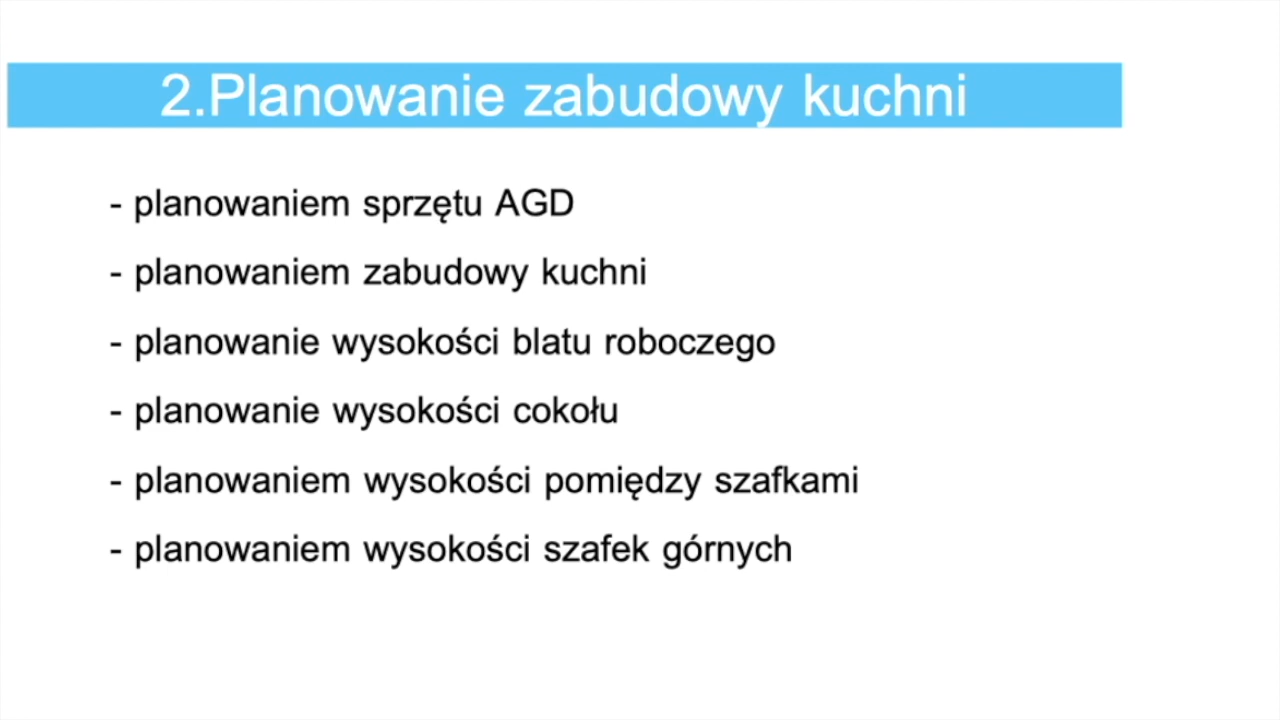 2.Planowanie zabudowy kuchni
- planowaniem sprzętu AGD
- planowaniem zabudowy kuchni
- planowanie wysokości blatu roboczego
- planowanie wysokości cokołu
- planowaniem wysokości pomiędzy szafkami
- planowaniem wysokości szafek górnych